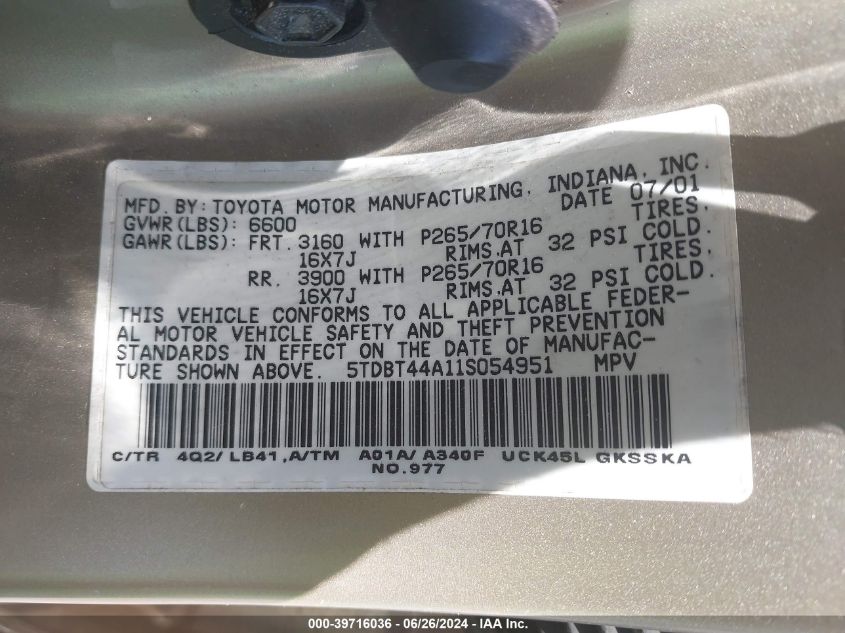 MFD. BY: TOYOTA MOTOR MANUFACTURING, INDIANA, INC.
GVWR(LBS): 6600 DATE 07/01
GAWR(LBS): FRT. 3160 WITH P265/70R16 TIRES,
16X7J RIMS,AT 32 PSI COLD.
RR. 3900 WITH P265/70R16 TIRES,
16X7J RIMS,AT 32 PSI COLD.
THIS VEHICLE CONFORMS TO ALL APPLICABLE FEDER-
AL MOTOR VEHICLE SAFETY AND THEFT PREVENTION
STANDARDS IN EFFECT ON THE DATE OF MANUFAC-
TURE SHOWN ABOVE. 5TDBT44A11S054951 MPV
C/TR 4Q2/ LB41 ,A/TM A01A/ A340F UCK45L GKSSKA
NO.977
000-39716036 - 06/26/2024 - IAA Inc.